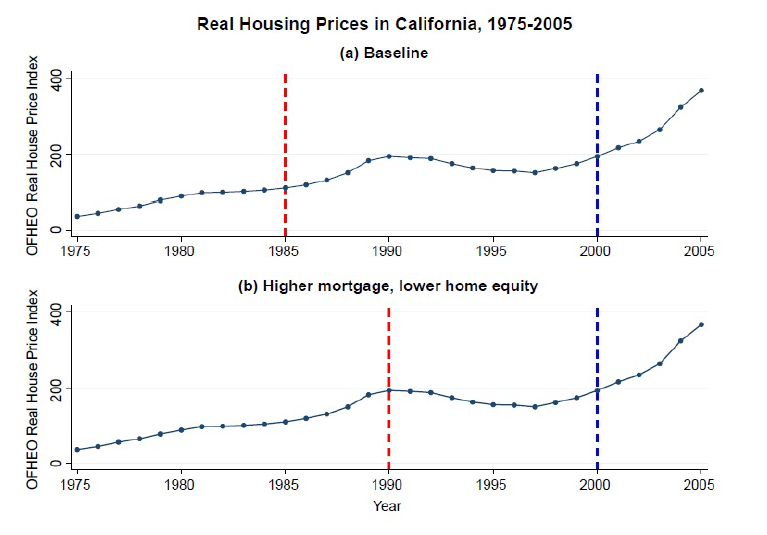 Real Housing Prices in California, 1975-2005
(a) Baseline
OFHEO Real House Price Index
400
200
0
1975 1980 1985 1990 1995 2000 2005
(b) Higher mortgage, lower home equity
OFHEO Real House Price Index
400
200
0
1975 1980 1985 1990 1995 2000 2005
Year